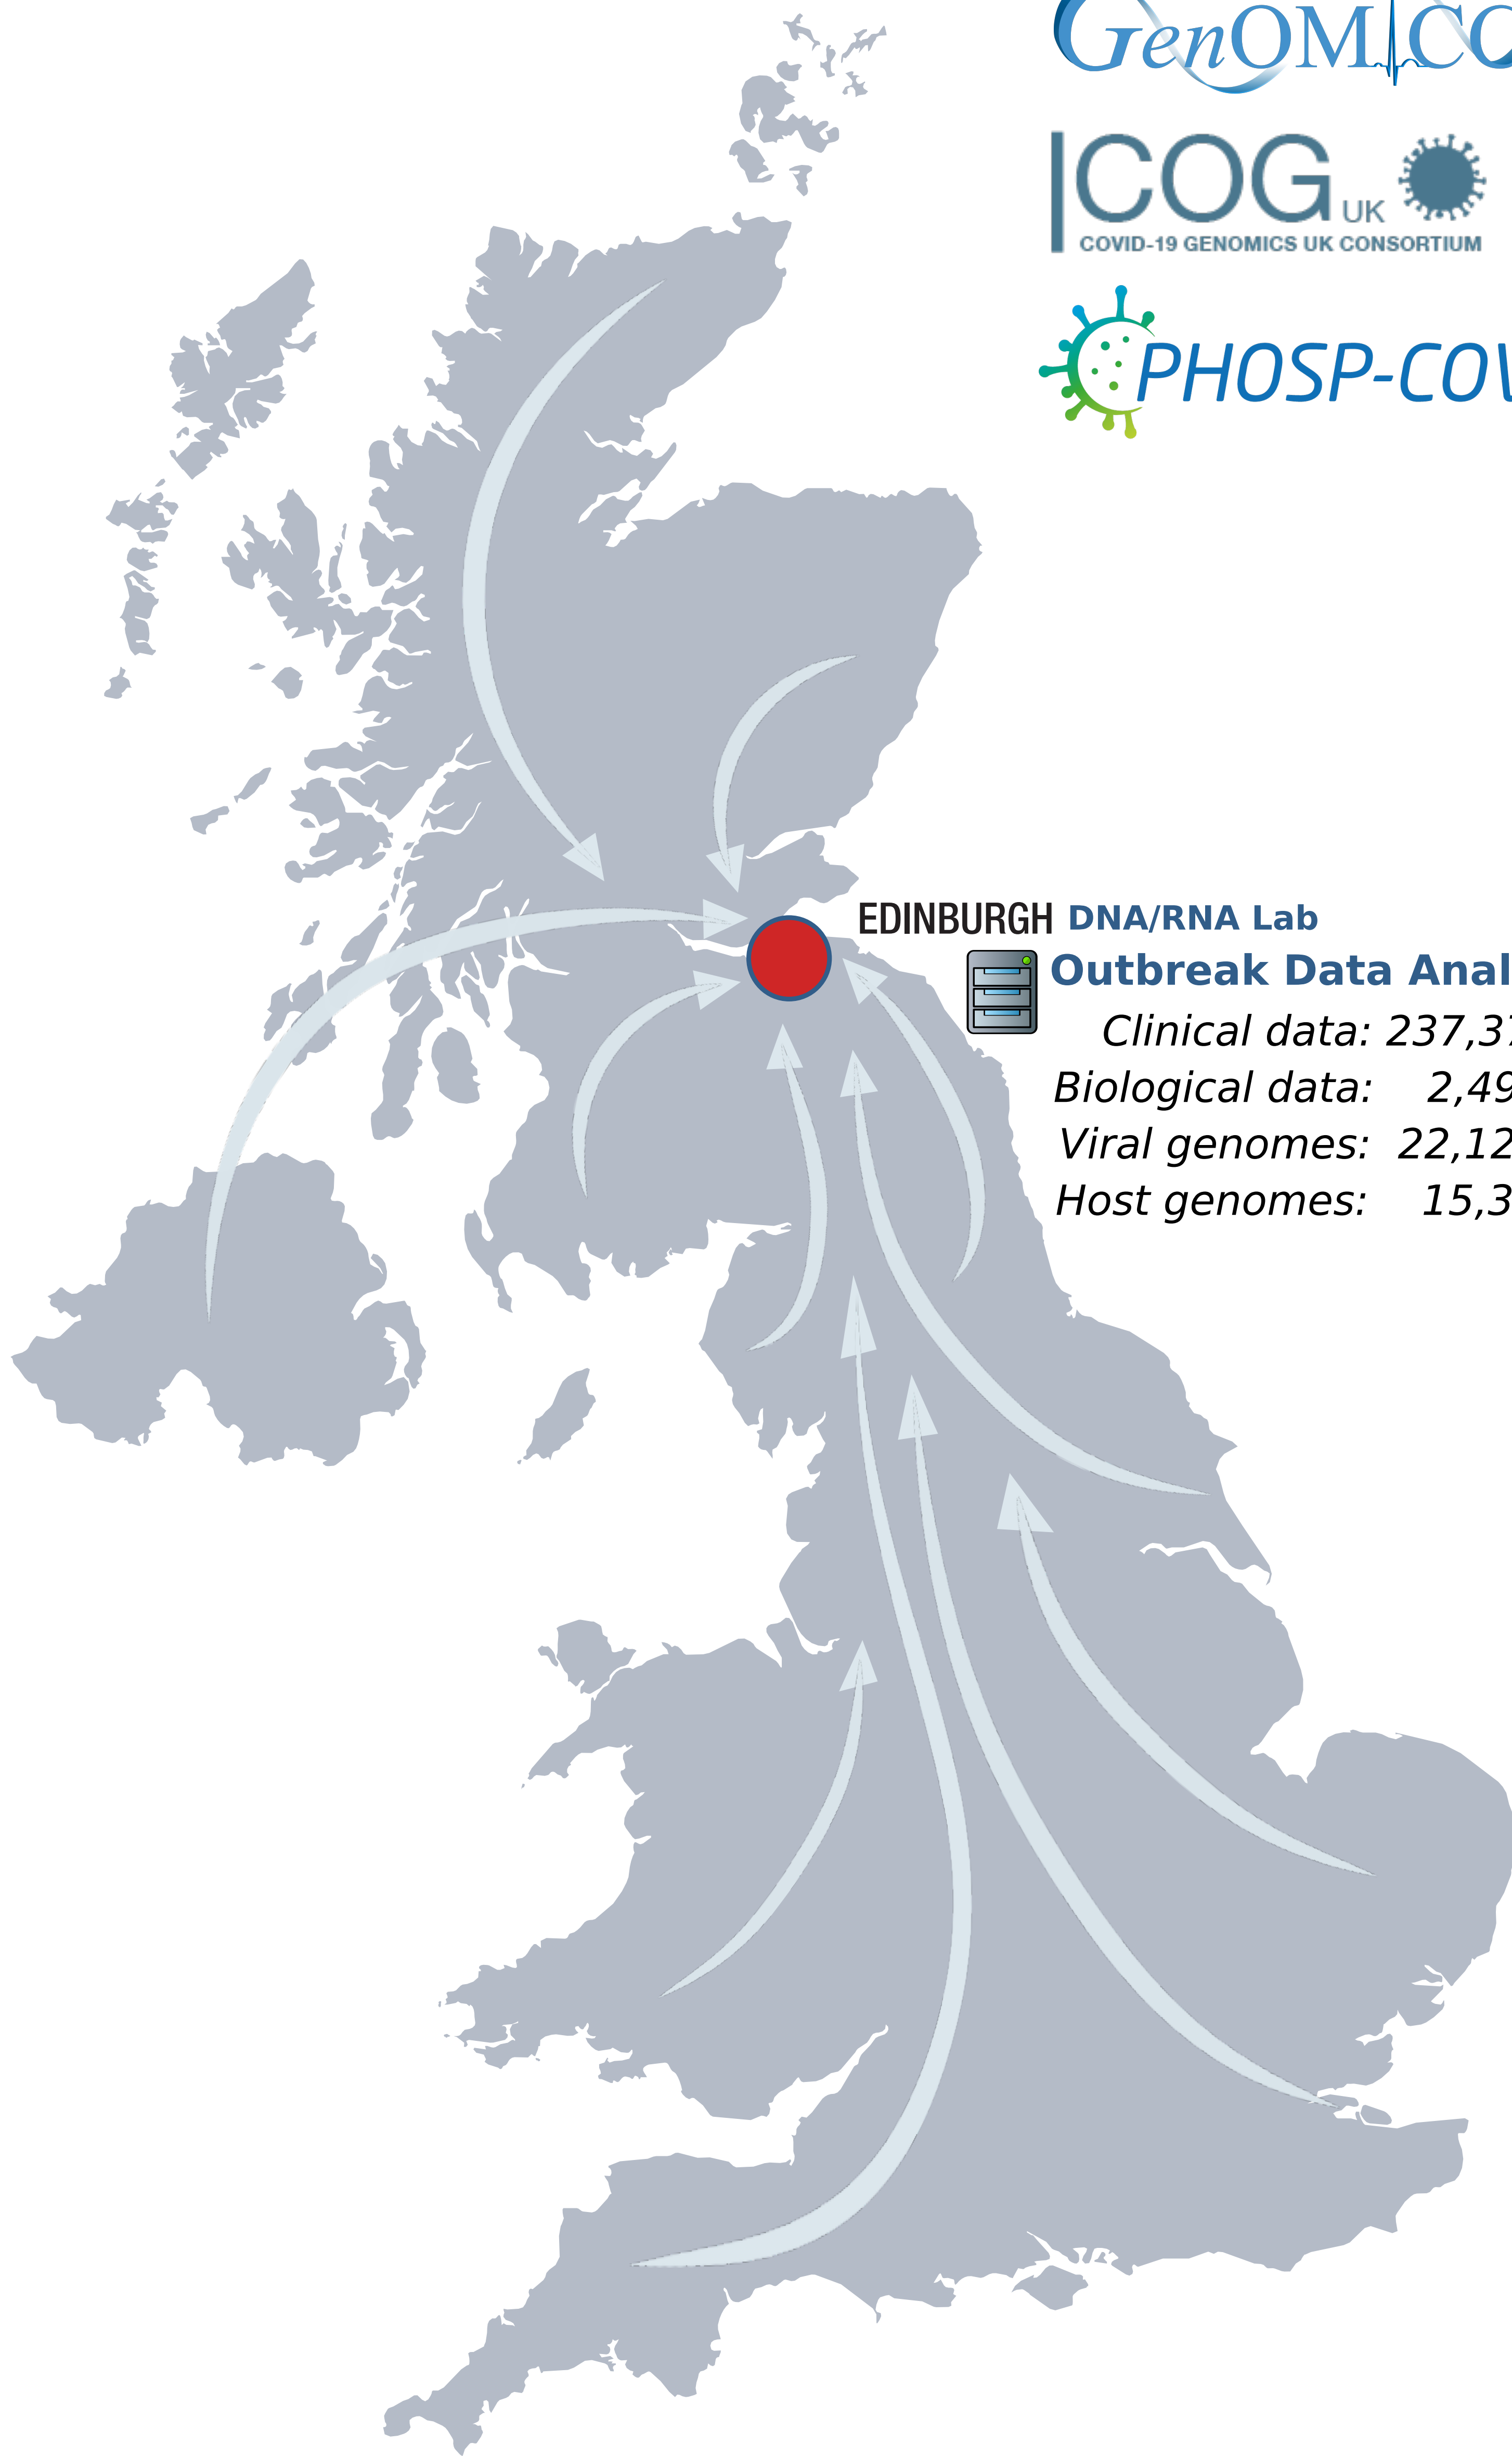 GenOMICC
COG UK
COVID-19 GENOMICS UK CONSORTIUM
PHOSP-COV
EDINBURGH DNA/RNA Lab
Outbreak Data Anal
Clinical data: 237,37
Biological data: 2,49
Viral genomes: 22,12
Host genomes: 15,3